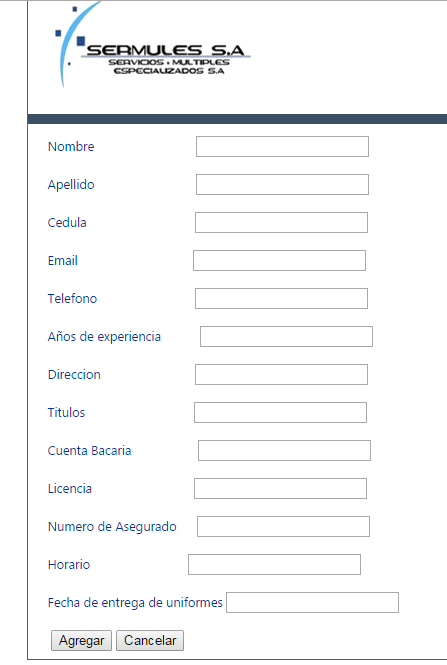 SERMULES S.A
SERVICIOS MULTIPLES
ESPECIALIZADOS S.A
Nombre
Apellido
Cedula
Email
Telefono
Años de experiencia
Direccion
Titulos
Cuenta Bacaria
Licencia
Numero de Asegurado
Horario
Fecha de entrega de uniformes
Agregar Cancelar